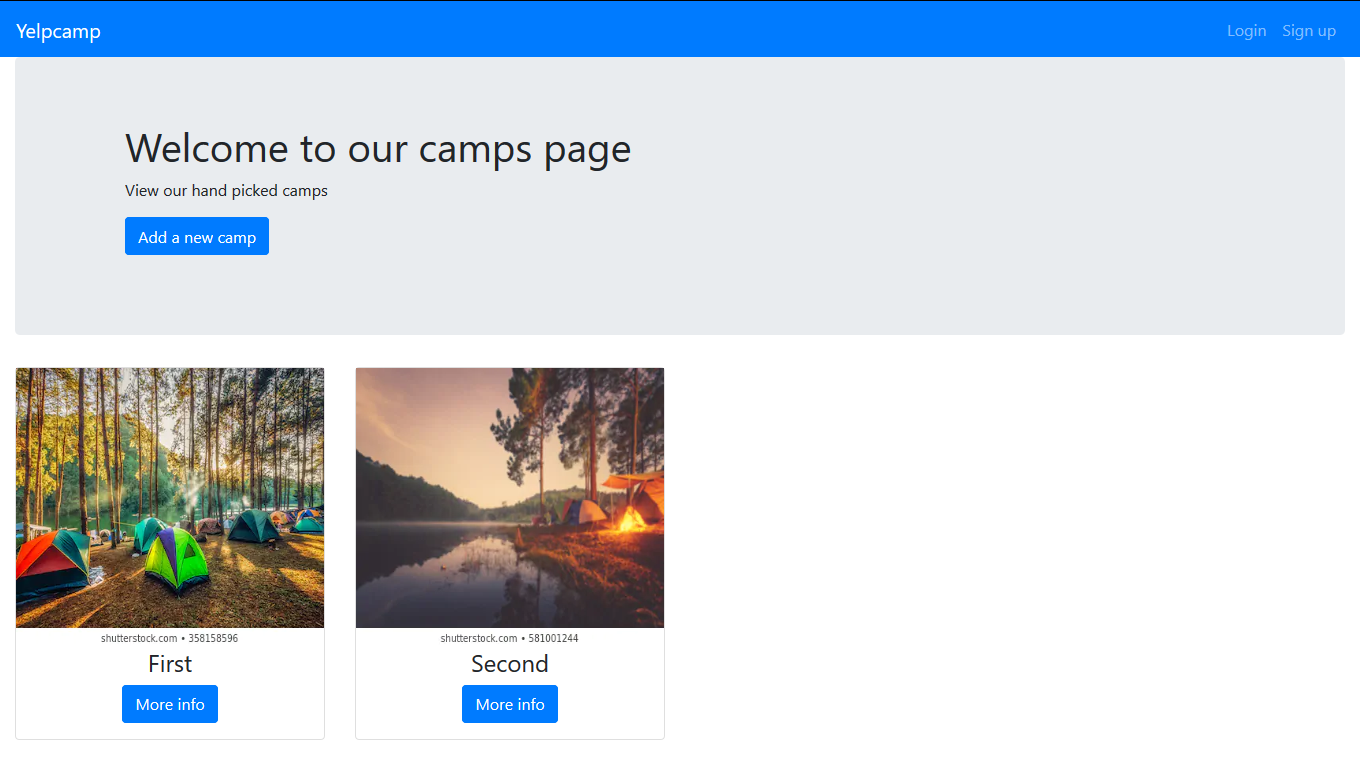 Yelpcamp
Login
Sign up
Welcome to our camps page
View our hand picked camps
Add a new camp
shutterstock.com • 358158596
First
More info
shutterstock.com • 581001244
Second
More info